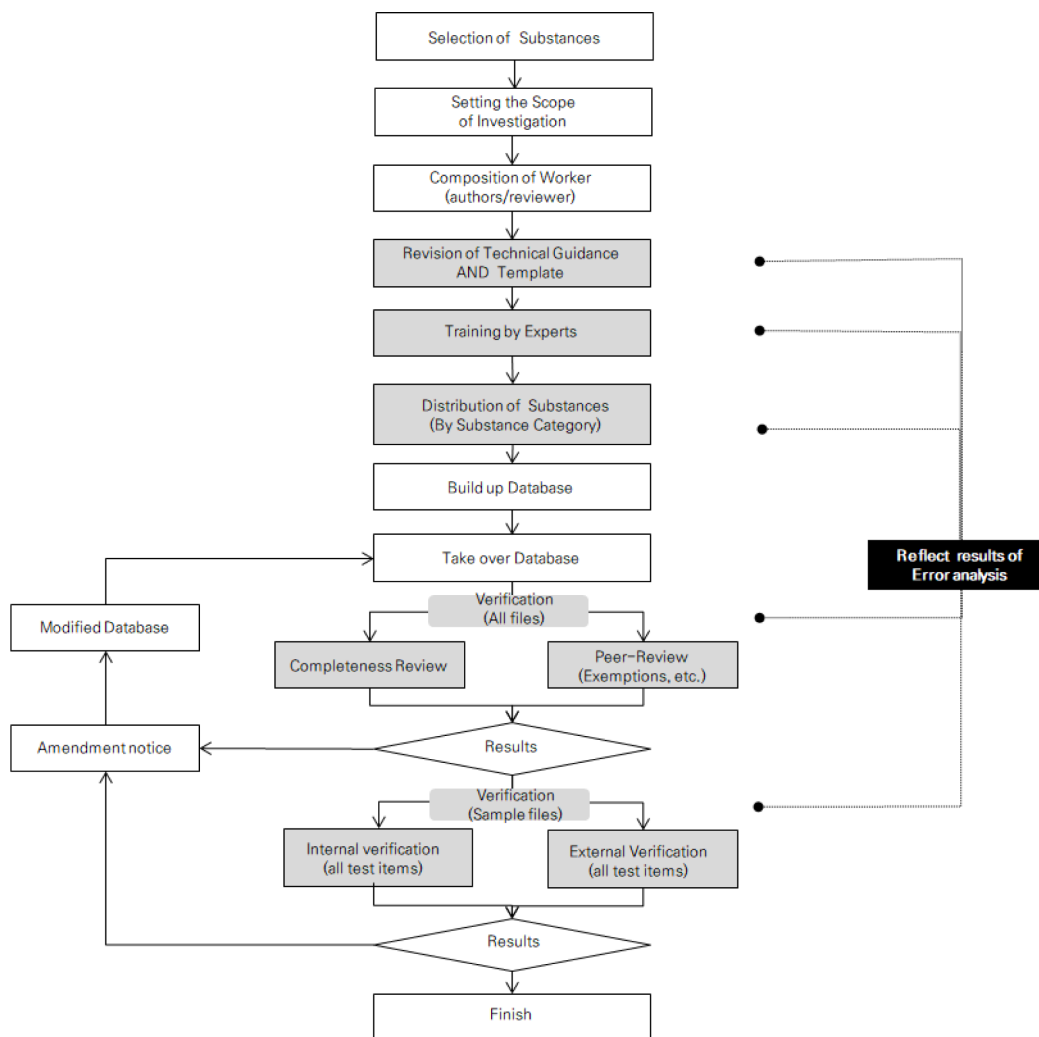 Selection of Substances
Setting the Scope
of Investigation
Composition of Worker
(authors/reviewer)
Revision of Technical Guidance
AND Template
Training by Experts
Distribution of Substances
(By Substance Category)
Build up Database
Take over Database
Reflect results of
Error analysis
Verification
(All files)
Modified Database
Completeness Review
Peer-Review
(Exemptions, etc.)
Amendment notice
Results
Verification
(Sample files)
Internal verification
(all test items)
External Verification
(all test items)
Results
Finish